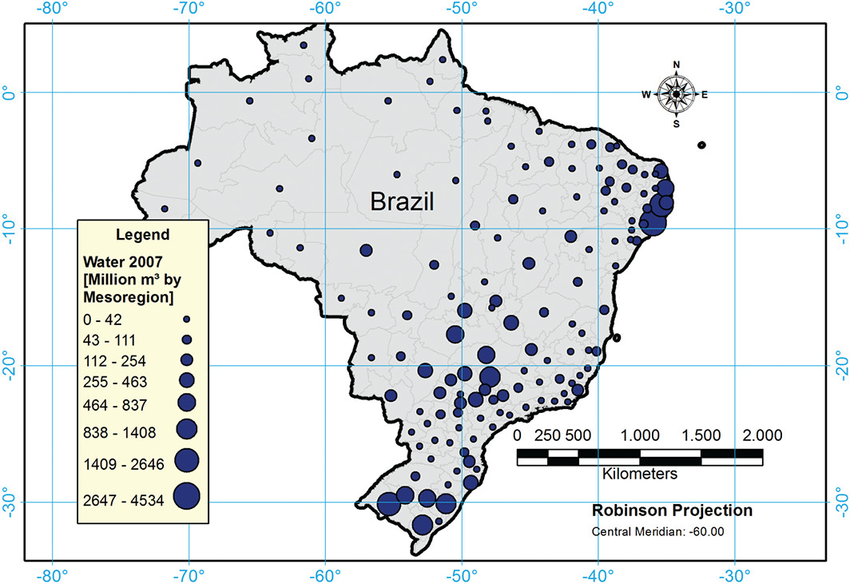 -80° -70° -60° -50° -40° -30°
0° 0°
N
W E
S
Brazil
-10° -10°
Legend
Water 2007
[Million m³ by
Mesoregion]
0 - 42
43 - 111
112 - 254
255 - 463
464 - 837
838 - 1408
1409 - 2646
2647 - 4534
-20° -20°
0 250 500 1.000 1.500 2.000
Kilometers
-30° -30°
Robinson Projection
Central Meridian: -60.00
-80° -70° -60° -50° -40° -30°